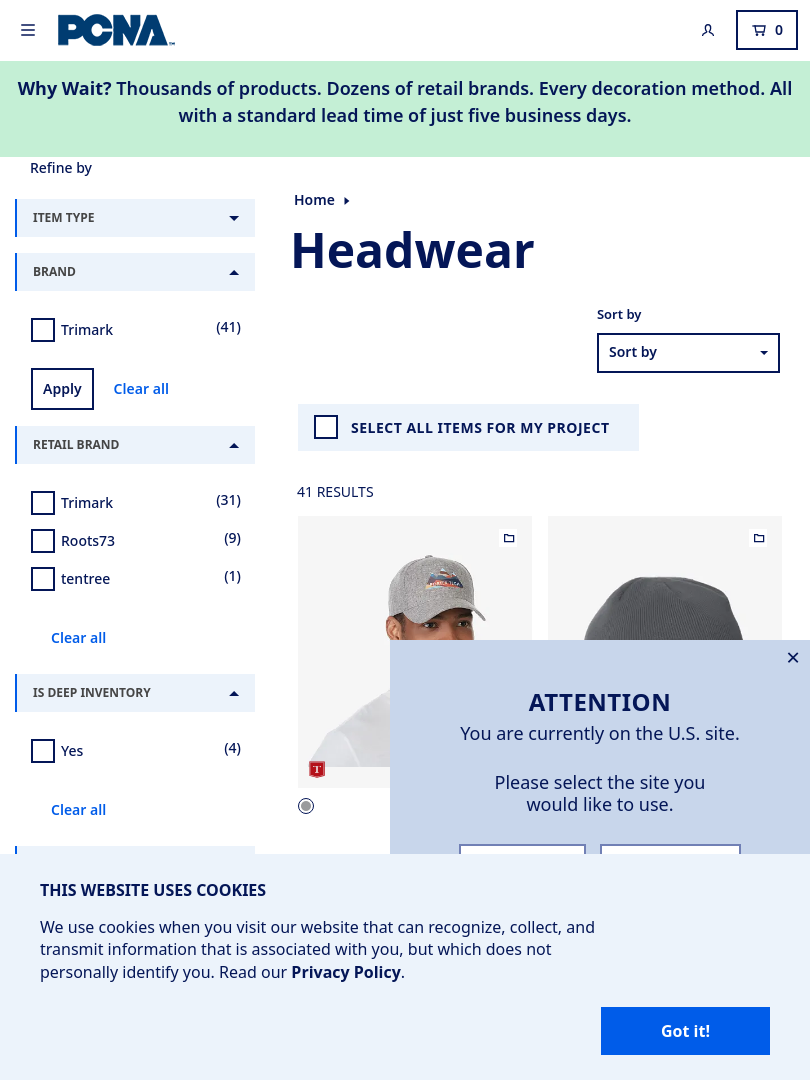 PCNA
0
Why Wait? Thousands of products. Dozens of retail brands. Every decoration method. All
with a standard lead time of just five business days.
Refine by
ITEM TYPE
BRAND
Trimark
(41)
Apply
Clear all
RETAIL BRAND
Trimark
(31)
Roots73
(9)
tentree
(1)
Clear all
IS DEEP INVENTORY
Yes
(4)
Clear all
Home
Headwear
Sort by
Sort by
SELECT ALL ITEMS FOR MY PROJECT
41 RESULTS
T
ATTENTION
You are currently on the U.S. site.
Please select the site you
would like to use.
THIS WEBSITE USES COOKIES
We use cookies when you visit our website that can recognize, collect, and
transmit information that is associated with you, but which does not
personally identify you. Read our Privacy Policy.
Got it!